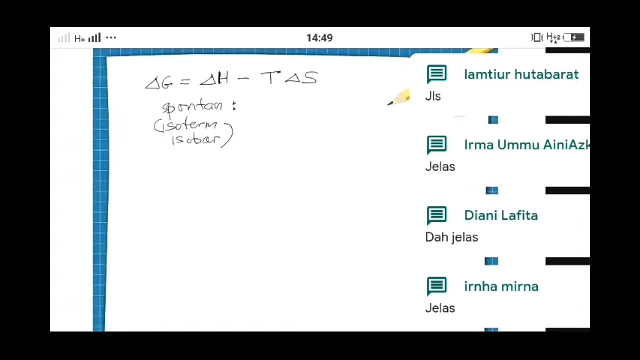 H+ ... 14:49 H+
ΔG = ΔH − TΔS
spontan :
(isoterm
isobar)
Iamtiur hutabarat
Jls
Irma Ummu AiniAzk
Jelas
Diani Lafita
Dah jelas
irnha mirna
Jelas